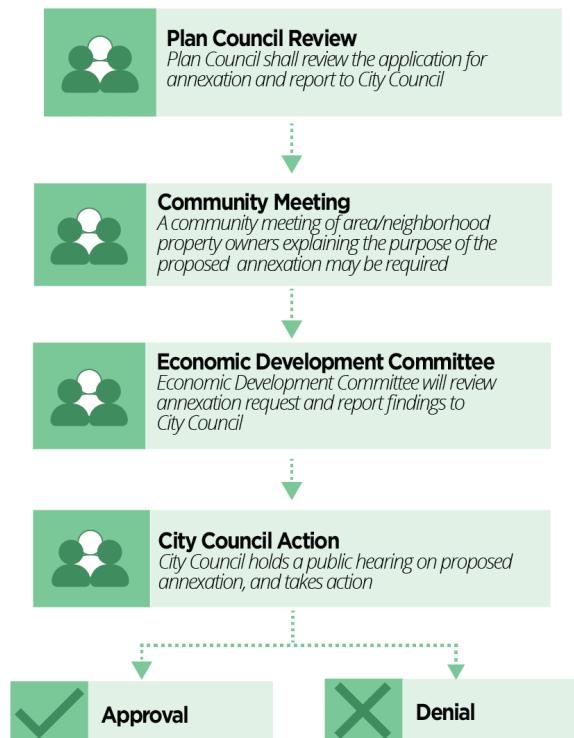 Plan Council Review
Plan Council shall review the application for
annexation and report to City Council
Community Meeting
A community meeting of area/neighborhood
property owners explaining the purpose of the
proposed annexation may be required
Economic Development Committee
Economic Development Committee will review
annexation request and report findings to
City Council
City Council Action
City Council holds a public hearing on proposed
annexation, and takes action
Approval
Denial